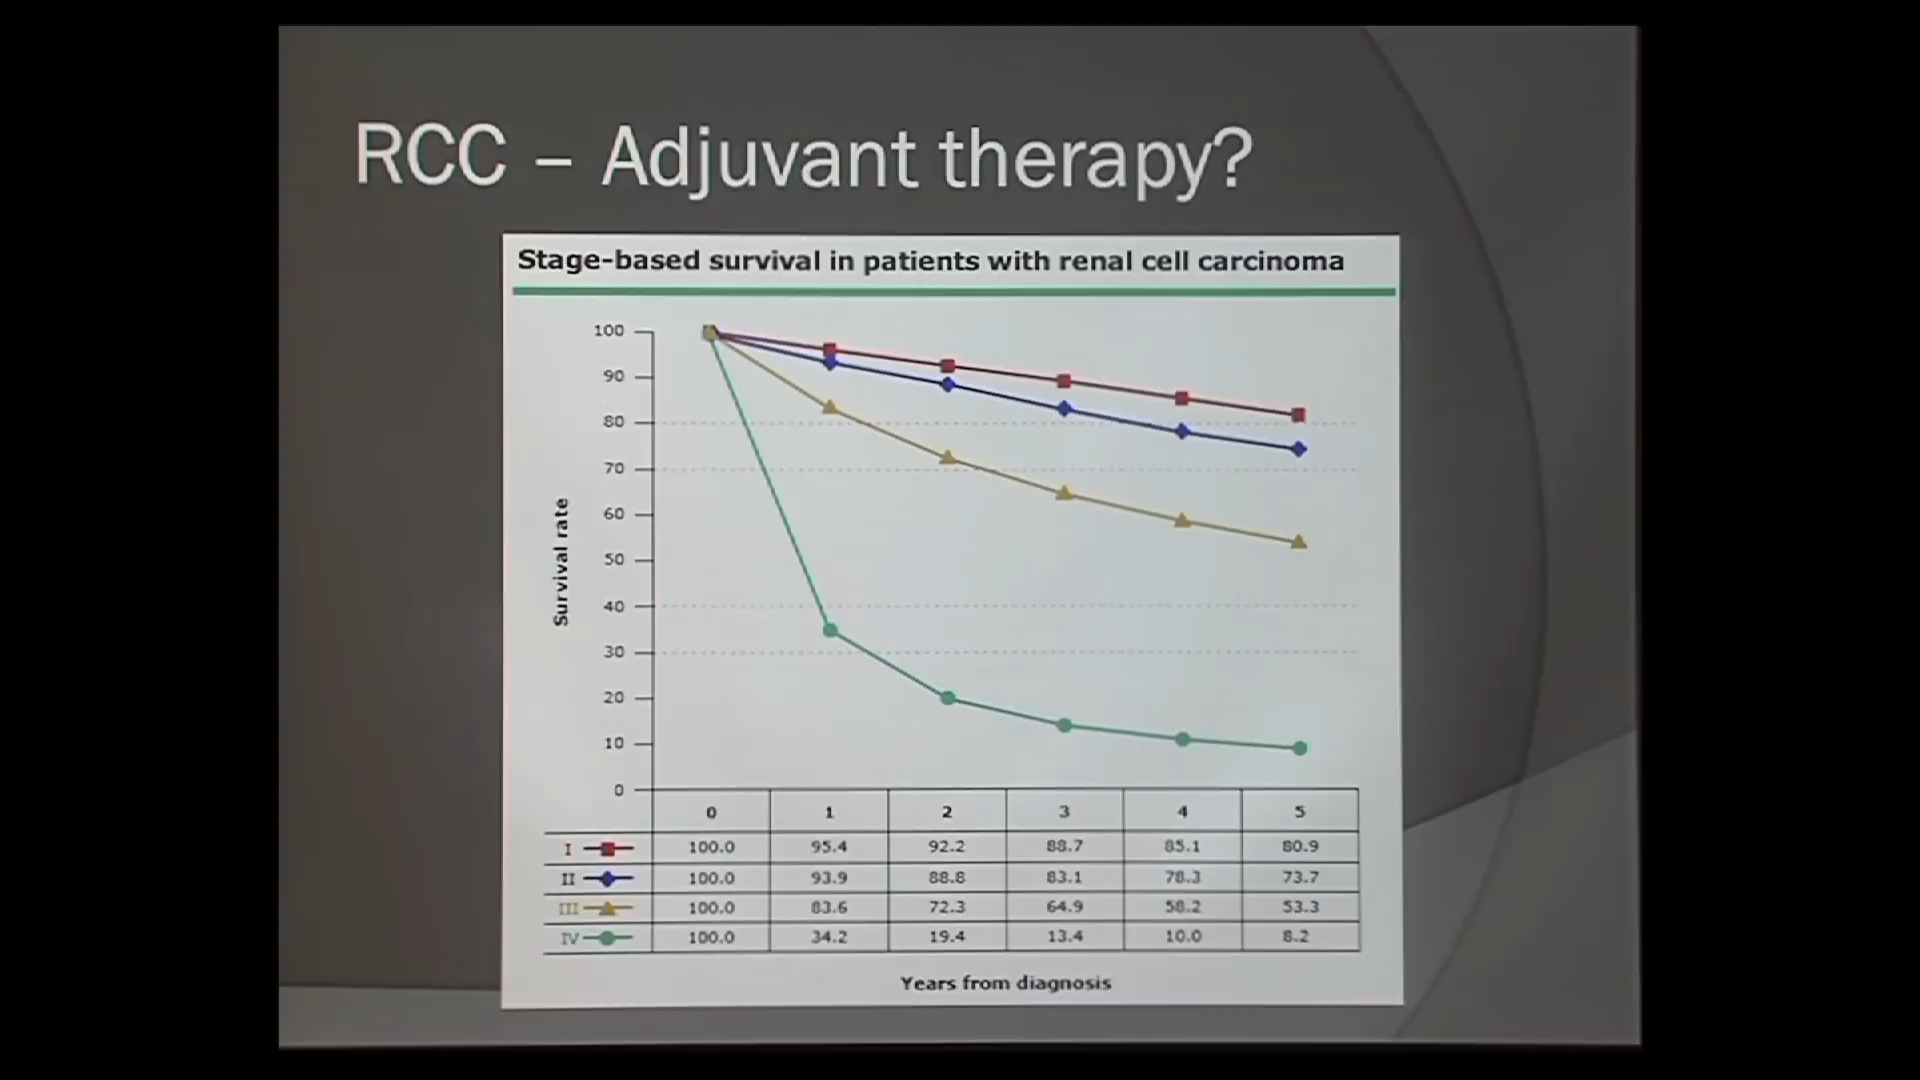 RCC – Adjuvant therapy?
Stage-based survival in patients with renal cell carcinoma
100
90
80
70
60
50
40
30
20
10
0
Survival rate
0 1 2 3 4 5
I 100.0 95.4 92.2 88.7 85.1 80.9
II 100.0 93.9 88.8 83.1 78.3 73.7
III 100.0 83.6 72.3 64.9 58.2 53.3
IV 100.0 34.2 19.4 13.4 10.0 8.2
Years from diagnosis